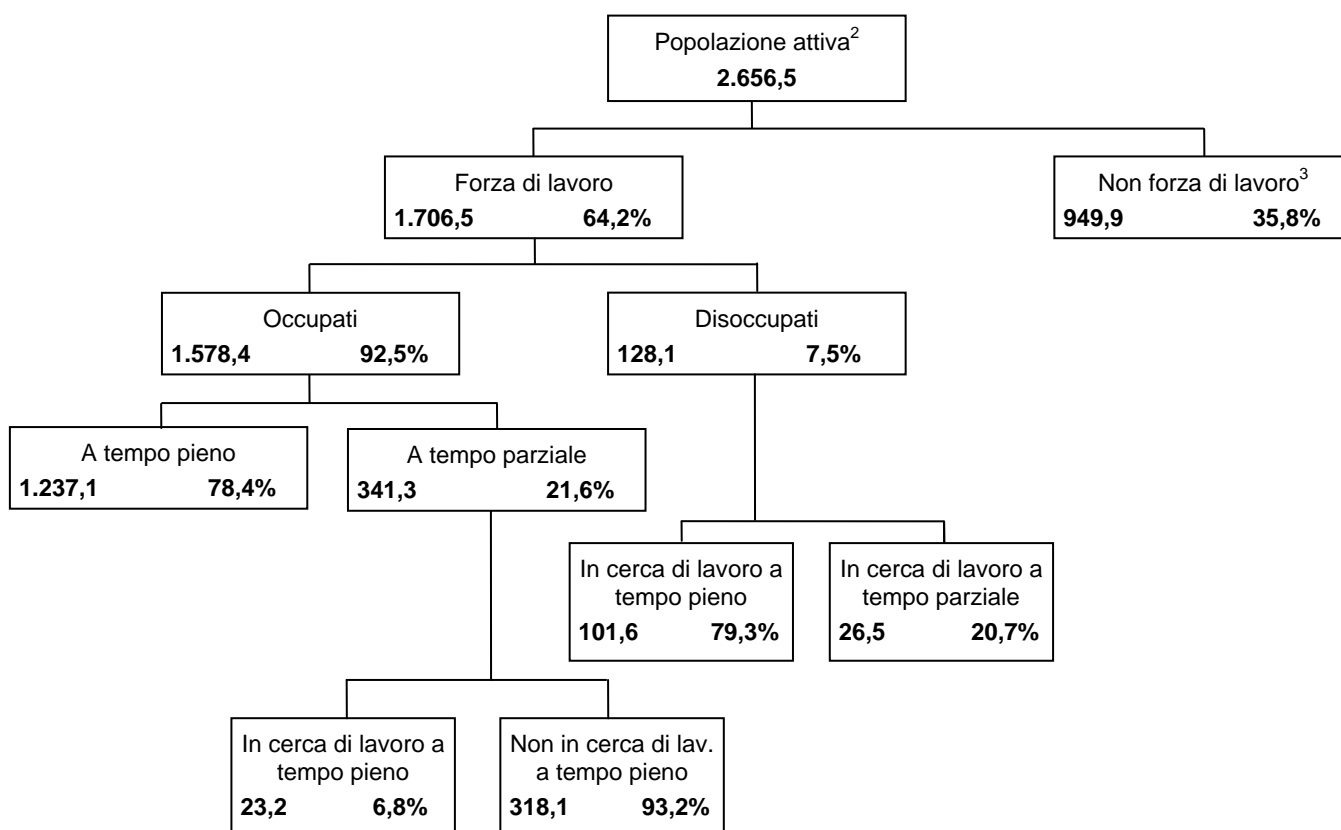 Popolazione attiva²
2.656,5
Forza di lavoro
1.706,5 64,2%
Non forza di lavoro³
949,9 35,8%
Occupati
1.578,4 92,5%
Disoccupati
128,1 7,5%
A tempo pieno
1.237,1 78,4%
A tempo parziale
341,3 21,6%
In cerca di lavoro a
tempo pieno
101,6 79,3%
In cerca di lavoro a
tempo parziale
26,5 20,7%
In cerca di lavoro a
tempo pieno
23,2 6,8%
Non in cerca di lav.
a tempo pieno
318,1 93,2%